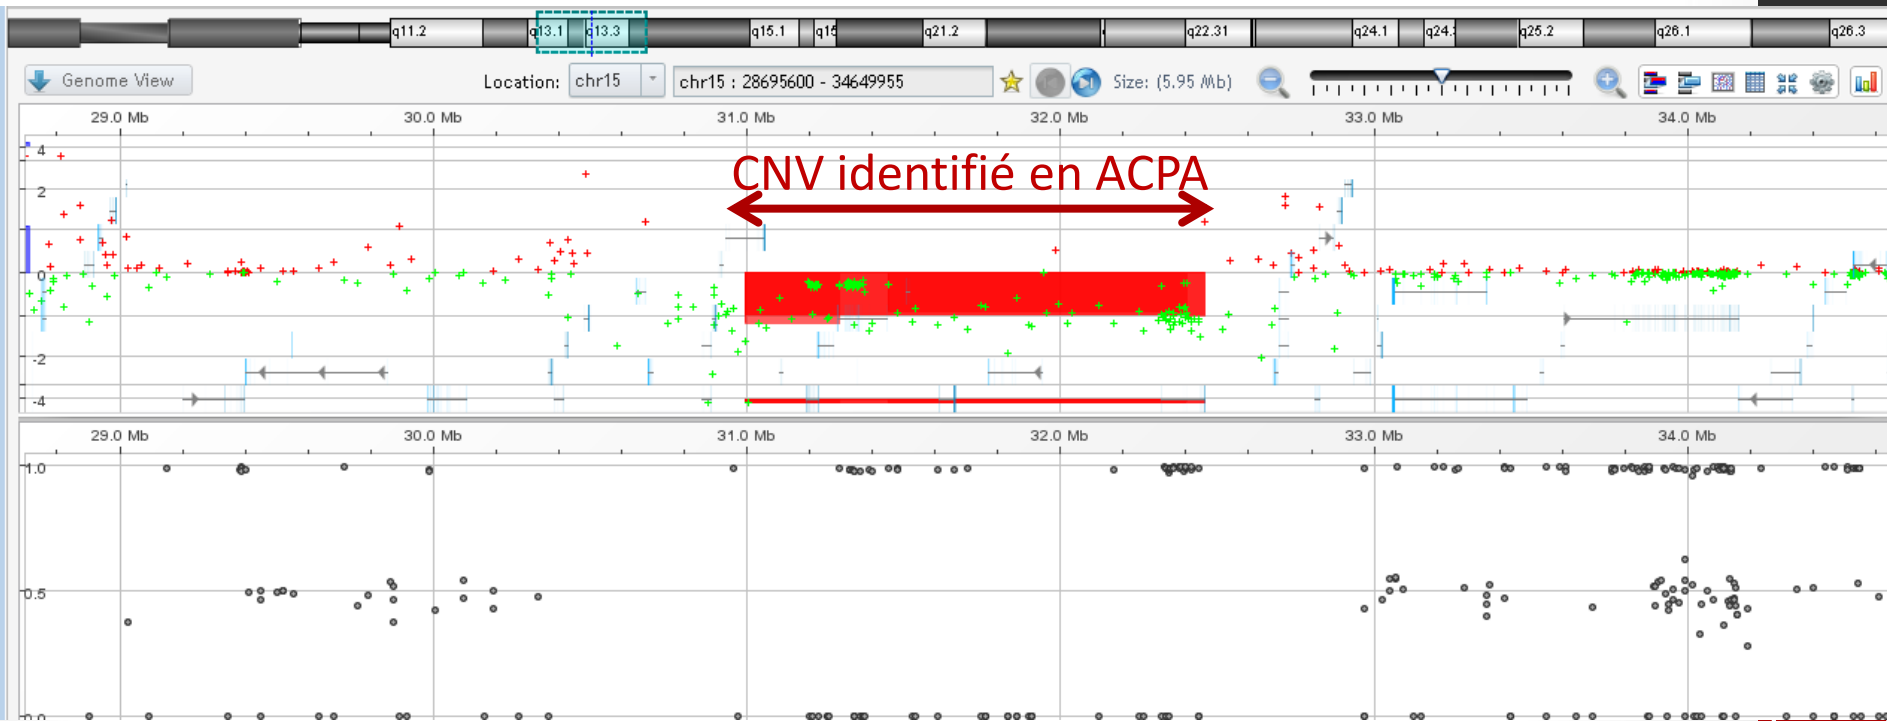 q11.2 q13.1 q13.3 q15.1 q15 q21.2 q22.31 q24.1 q24. q25.2 q26.1 q26.3
Genome View Location: chr15 chr15 : 28695600 - 34649955 Size: (5.95 Mb)
29.0 Mb 30.0 Mb 31.0 Mb 32.0 Mb 33.0 Mb 34.0 Mb
4
CNV identifié en ACPA
2
0
-2
-4
29.0 Mb 30.0 Mb 31.0 Mb 32.0 Mb 33.0 Mb 34.0 Mb
1.0
0.5
0.0